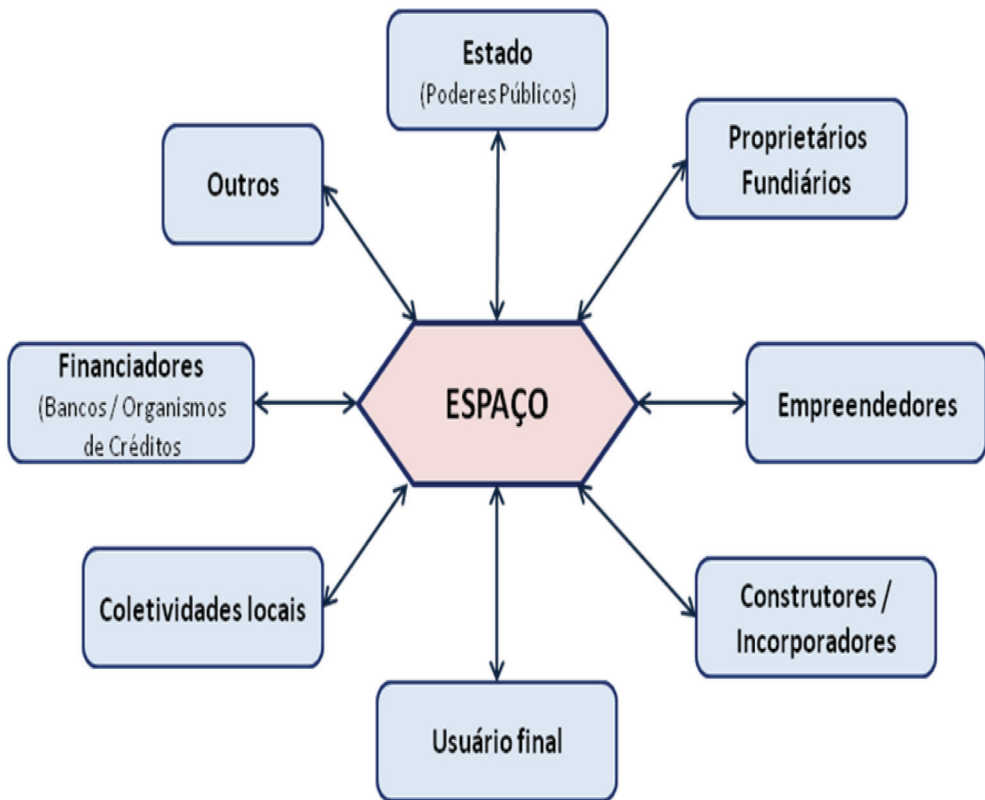 Estado
(Poderes Públicos)
Proprietários
Fundiários
Outros
Financiadores
(Bancos / Organismos
de Créditos
ESPAÇO
Empreendedores
Coletividades locais
Construtores /
Incorporadores
Usuário final